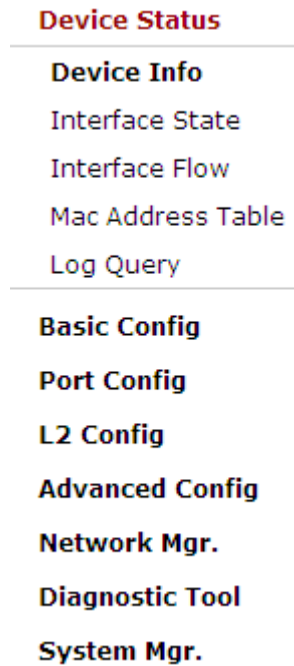 Device Status
Device Info
Interface State
Interface Flow
Mac Address Table
Log Query
Basic Config
Port Config
L2 Config
Advanced Config
Network Mgr.
Diagnostic Tool
System Mgr.